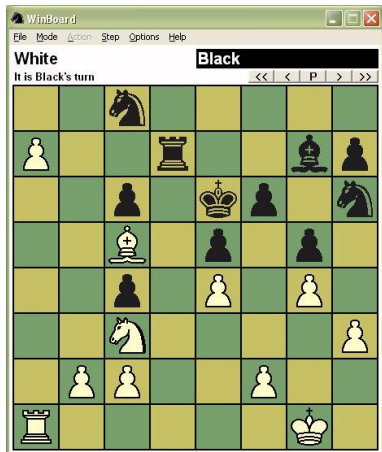 WinBoard
File Mode Action Step Options Help
White Black
It is Black's turn << < P > >>